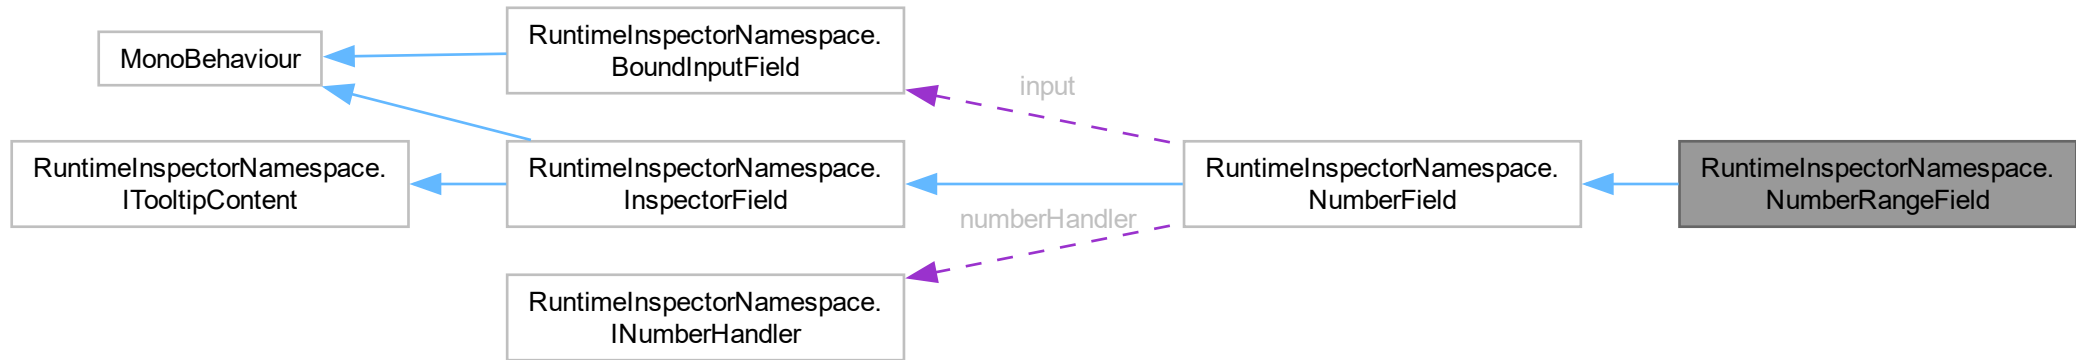 MonoBehaviour
RuntimeInspectorNamespace.
BoundInputField
input
RuntimeInspectorNamespace.
ITooltipContent
RuntimeInspectorNamespace.
InspectorField
RuntimeInspectorNamespace.
NumberField
RuntimeInspectorNamespace.
NumberRangeField
numberHandler
RuntimeInspectorNamespace.
INumberHandler